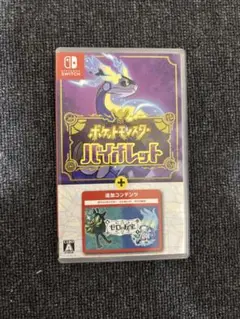 NINTENDO
SWITCH
ポケットモンスター
バイオレット
+
追加コンテンツ
ゼロの秘宝
A